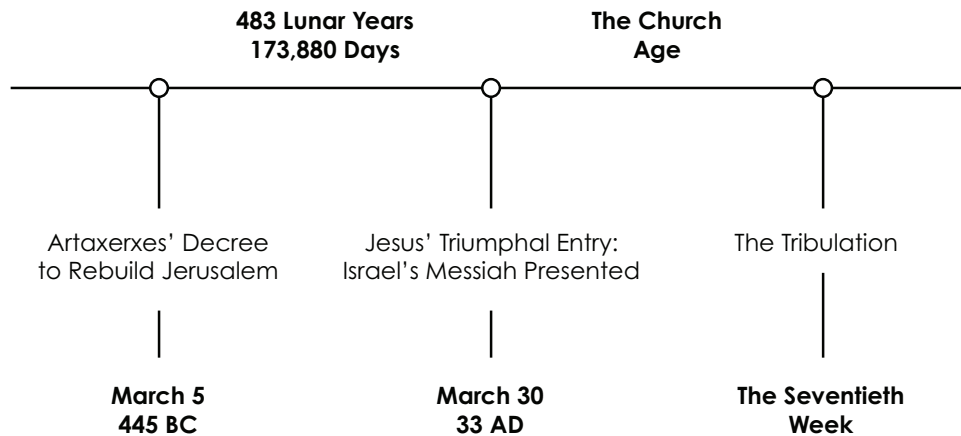 483 Lunar Years
173,880 Days
The Church
Age
Artaxerxes’ Decree
to Rebuild Jerusalem
Jesus’ Triumphal Entry:
Israel’s Messiah Presented
The Tribulation
March 5
445 BC
March 30
33 AD
The Seventieth
Week